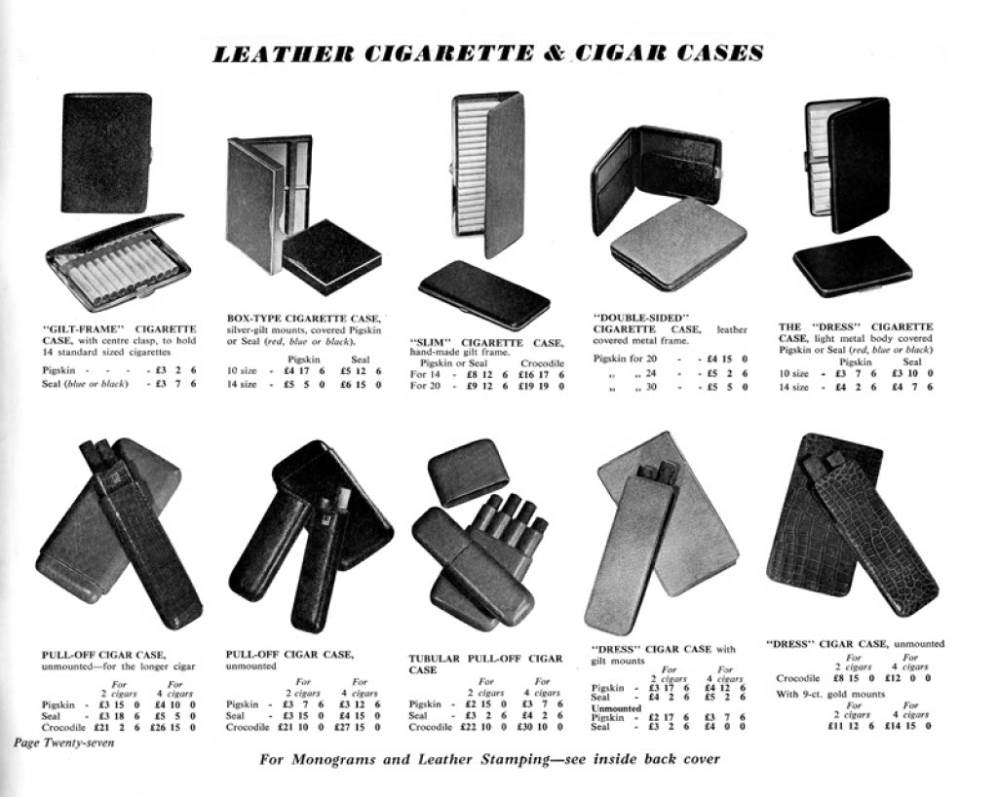 LEATHER CIGARETTE & CIGAR CASES
"GILT-FRAME" CIGARETTE
CASE, with centre clasp, to hold
14 standard sized cigarettes
Pigskin - - - - £3 2 6
Seal (blue or black) - £3 7 6
BOX-TYPE CIGARETTE CASE,
silver-gilt mounts, covered Pigskin
or Seal (red, blue or black).
Pigskin Seal
10 size - £4 17 6 £5 12 6
14 size - £5 5 0 £6 15 0
"SLIM" CIGARETTE CASE,
hand-made gilt frame.
Pigskin or Seal Crocodile
For 14 - £8 12 6 £16 17 6
For 20 - £9 12 6 £19 19 0
"DOUBLE-SIDED"
CIGARETTE CASE, leather
covered metal frame.
Pigskin for 20 - - £4 15 0
" " 24 - - £5 2 6
" " 30 - - £5 5 0
THE "DRESS" CIGARETTE
CASE, light metal body covered
Pigskin or Seal (red, blue or black)
Pigskin Seal
10 size - £3 7 6 £3 10 0
14 size - £4 2 6 £4 7 6
PULL-OFF CIGAR CASE,
unmounted—for the longer cigar
For For
2 cigars 4 cigars
Pigskin - £3 15 0 £4 10 0
Seal - £3 18 6 £5 5 0
Crocodile £21 2 6 £26 15 0
PULL-OFF CIGAR CASE,
unmounted
For For
2 cigars 4 cigars
Pigskin - £3 7 6 £3 12 6
Seal - £3 15 0 £4 15 0
Crocodile £21 10 0 £27 15 0
TUBULAR PULL-OFF CIGAR
CASE
For For
2 cigars 4 cigars
Pigskin - £2 15 0 £3 7 6
Seal - £3 2 6 £4 2 6
Crocodile £22 10 0 £30 10 0
"DRESS" CIGAR CASE with
gilt mounts
For For
2 cigars 4 cigars
Pigskin - £3 17 6 £4 12 6
Seal - £4 2 6 £5 2 6
Unmounted
Pigskin - £2 17 6 £3 7 6
Seal - £3 2 6 £4 0 0
"DRESS" CIGAR CASE, unmounted
For For
2 cigars 4 cigars
Crocodile £8 15 0 £12 0 0
With 9-ct. gold mounts
For For
2 cigars 4 cigars
£11 12 6 £14 15 0
Page Twenty-seven
For Monograms and Leather Stamping—see inside back cover